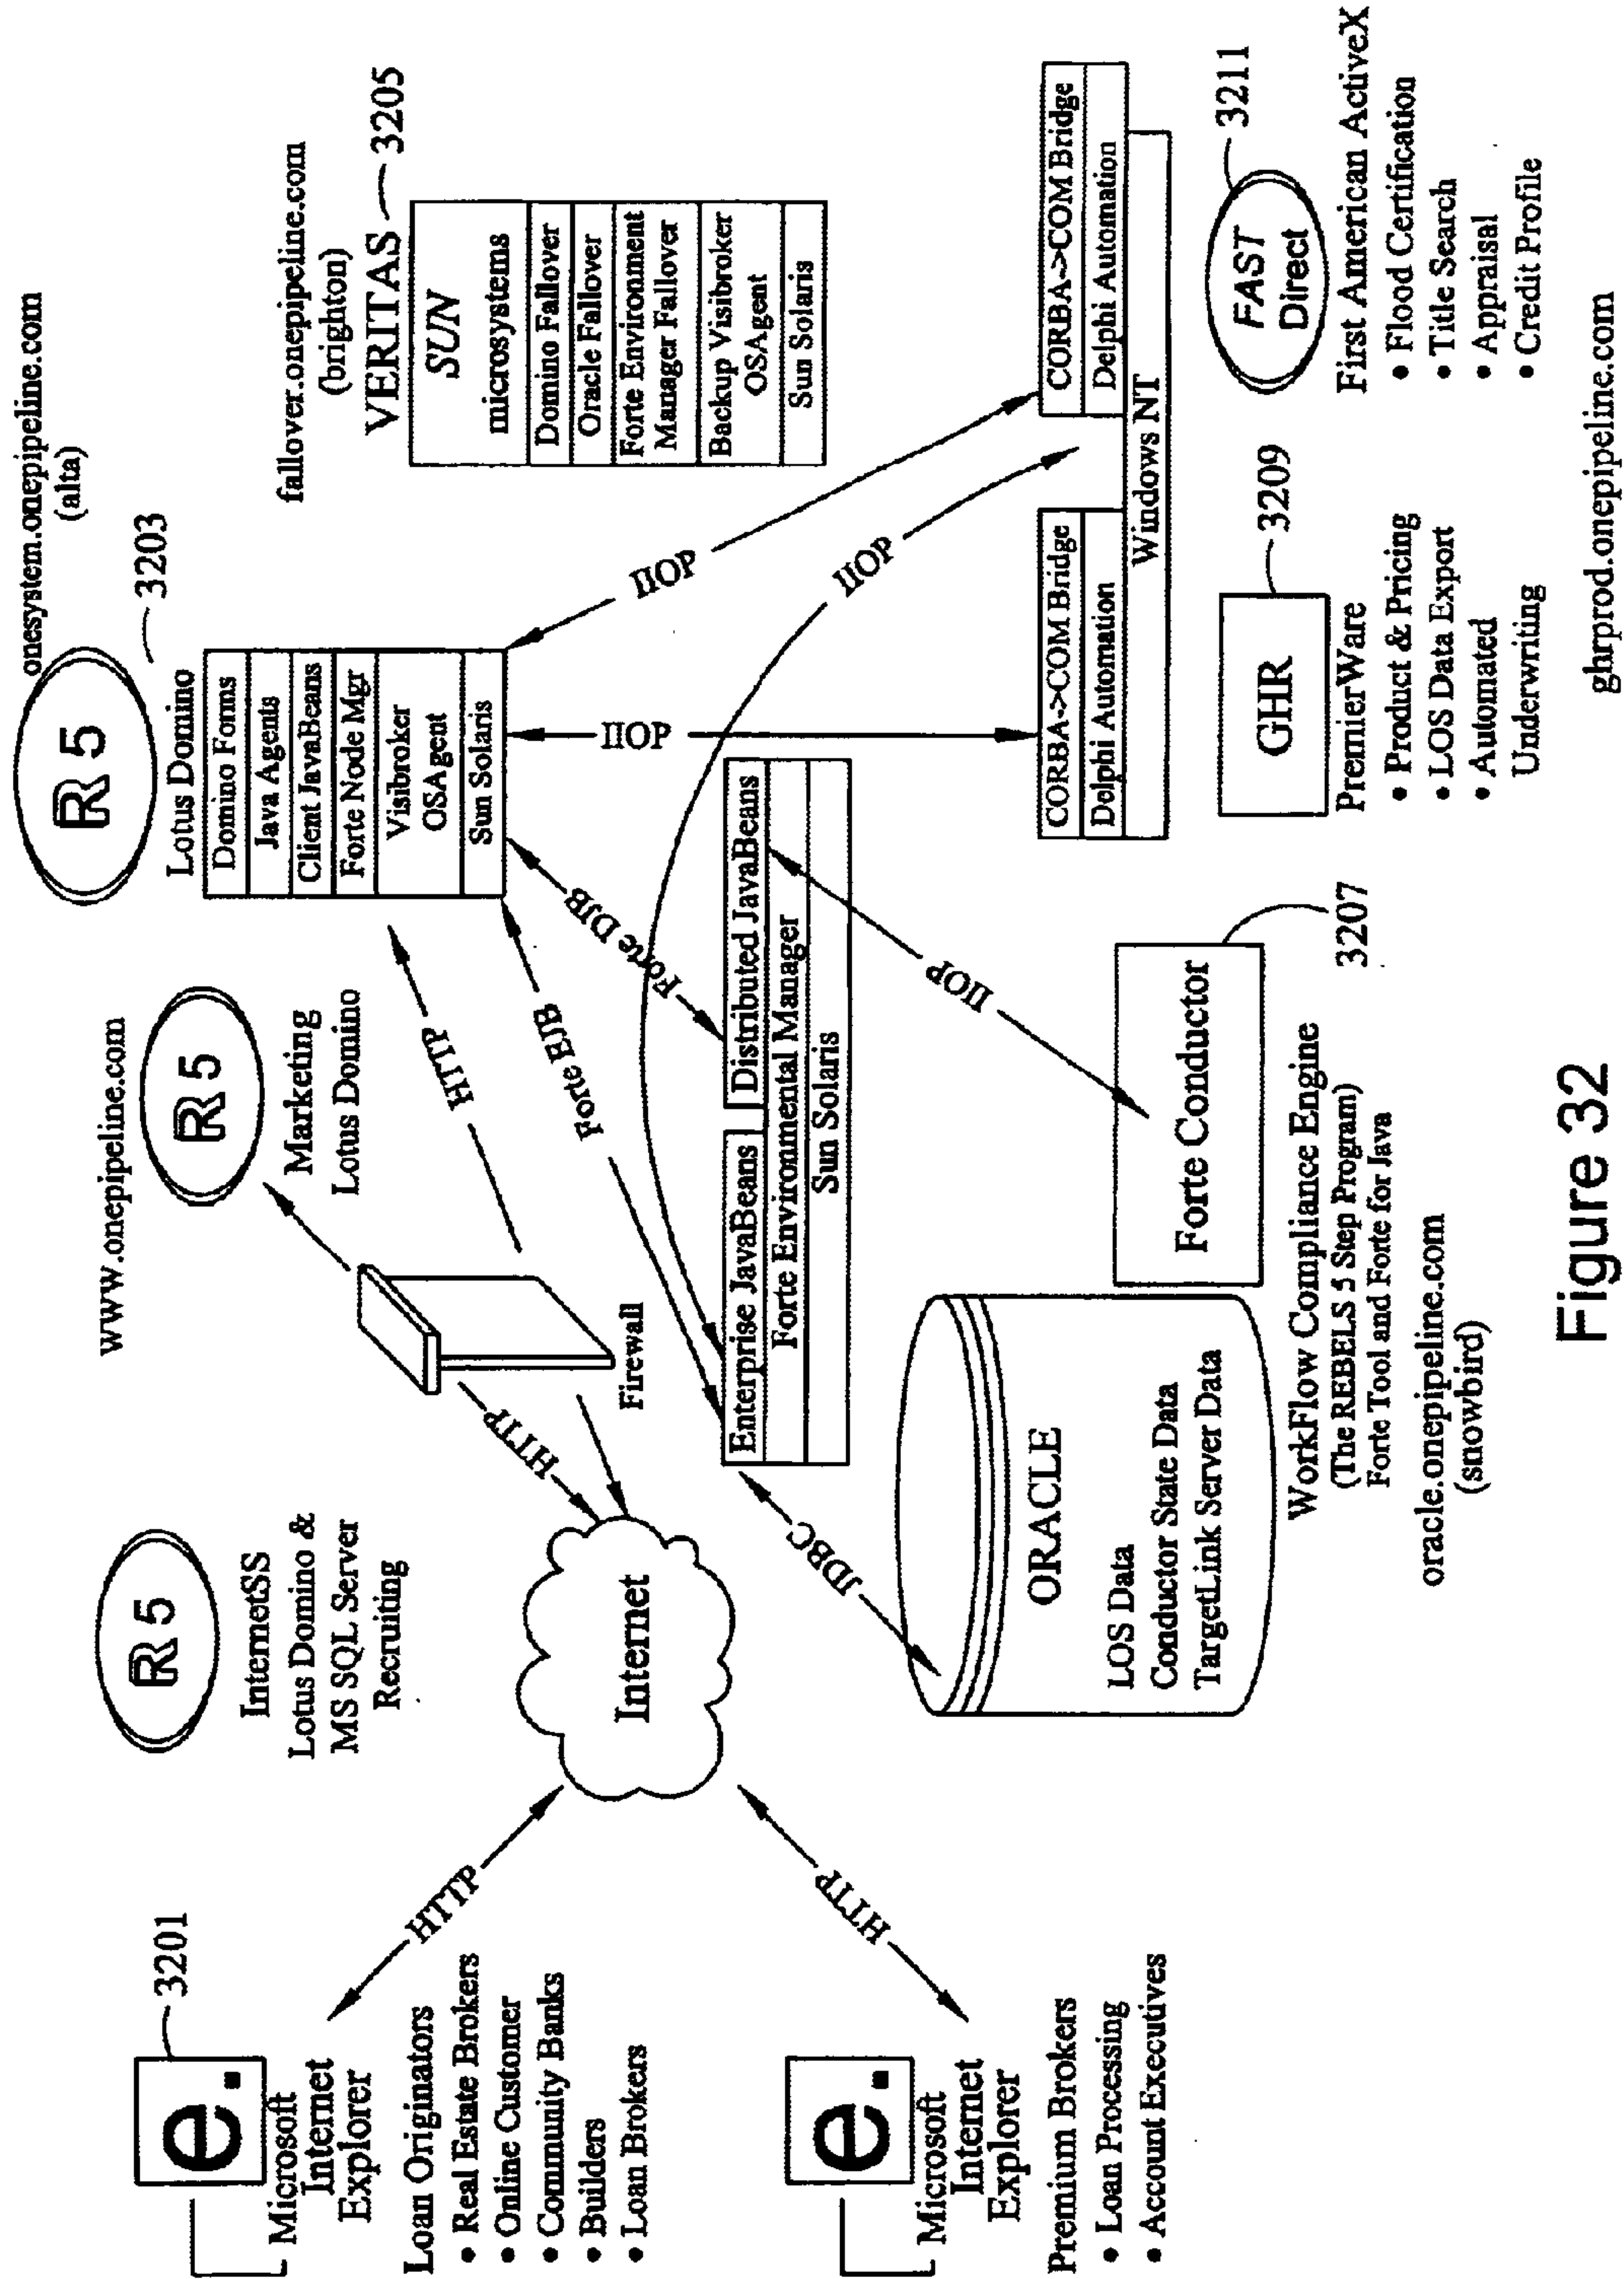 3201
Microsoft
Internet
Explorer
Loan Originators
• Real Estate Brokers
• Online Customer
• Community Banks
• Builders
• Loan Brokers
HTTP
Microsoft
Internet
Explorer
Premium Brokers
• Loan Processing
• Account Executives
HTTP
Internet
R 5
InternetSS
Lotus Domino &
MS SQL Server
Recruiting
HTTP
Firewall
www.onepipeline.com
R 5
Marketing
Lotus Domino
HTTP
onesystem.onepipeline.com
(alta)
R 5
3203
Lotus Domino
Domino Forms
Java Agents
Client JavaBeans
Forte Node Mgr
Visibroker
OSAgent
Sun Solaris
fallover.onepipeline.com
(brighton)
VERITAS
3205
SUN
microsystems
Domino Fallover
Oracle Fallover
Forte Environment
Manager Fallover
Backup Visibroker
OSAgent
Sun Solaris
Forte EJB
Forte DJB
IIOP
IIOP
IIOP
Enterprise JavaBeans
Distributed JavaBeans
Forte Environmental Manager
Sun Solaris
JDBC
IIOP
ORACLE
LOS Data
Conductor State Data
TargetLink Server Data
Forte Conductor
3207
WorkFlow Compliance Engine
(The REBELS 5 Step Program)
Forte Tool and Forte for Java
oracle.onepipeline.com
(snowbird)
CORBA->COM Bridge
Delphi Automation
CORBA->COM Bridge
Delphi Automation
Windows NT
GHR
3209
PremierWare
• Product & Pricing
• LOS Data Export
• Automated
Underwriting
FAST
Direct
3211
First American ActiveX
• Flood Certification
• Title Search
• Appraisal
• Credit Profile
ghrprod.onepipeline.com
Figure 32